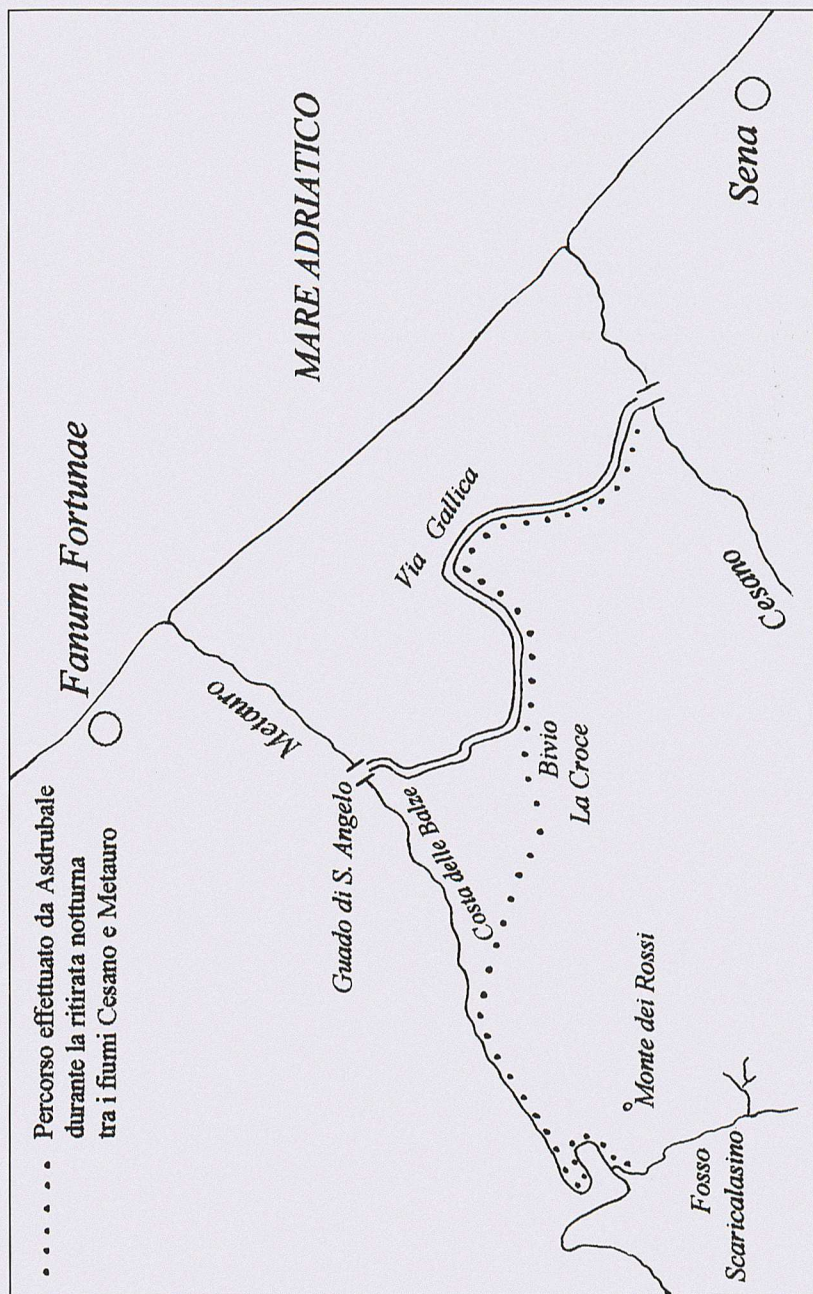 Percorso effettuato da Asdrubale
durante la ritirata notturna
tra i fiumi Cesano e Metauro
Fanum Fortunae
MARE ADRIATICO
Sena
Metauro
Via Gallica
Guado di S. Angelo
Costa delle Balze
Bivio
La Croce
Cesano
Monte dei Rossi
Fosso
Scaricalasino